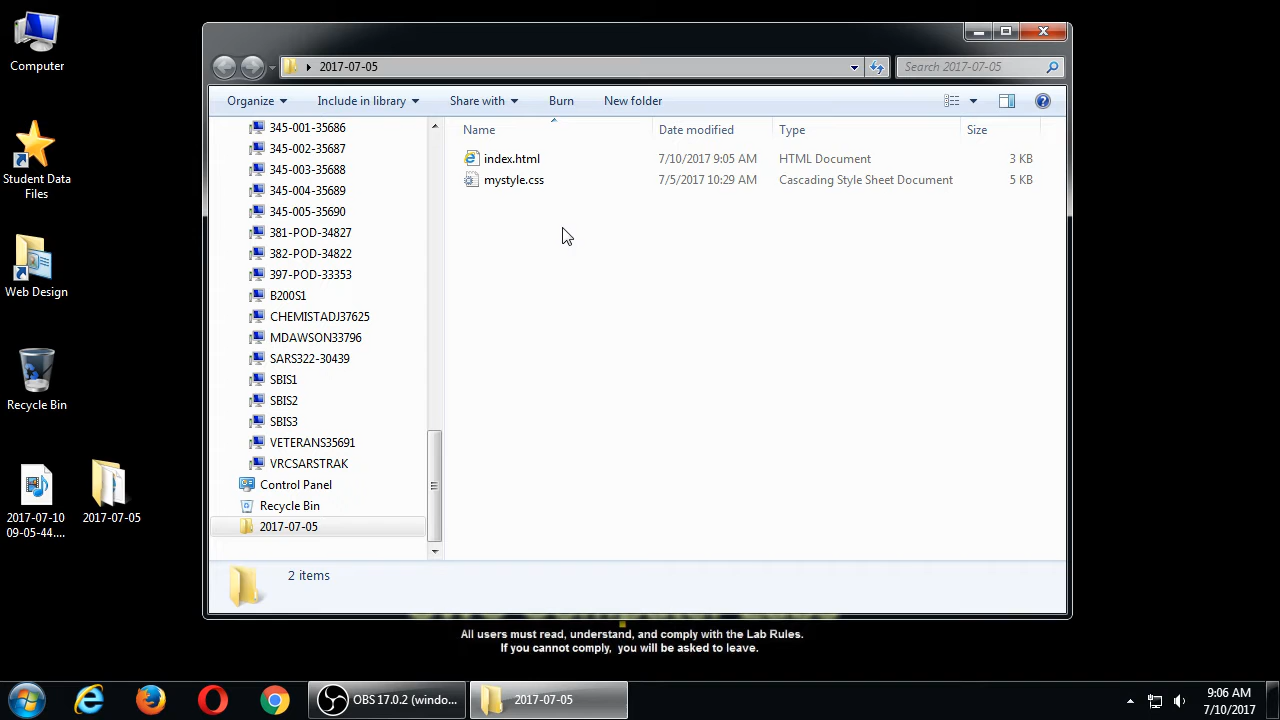 Computer
Student Data
Files
Web Design
Recycle Bin
2017-07-10
09-05-44....
2017-07-05
2017-07-05
Search 2017-07-05
Organize
Include in library
Share with
Burn
New folder
345-001-35686
345-002-35687
345-003-35688
345-004-35689
345-005-35690
381-POD-34827
382-POD-34822
397-POD-33353
B200S1
CHEMISTADJ37625
MDAWSON33796
SARS322-30439
SBIS1
SBIS2
SBIS3
VETERANS35691
VRCSARSTRAK
Control Panel
Recycle Bin
2017-07-05
Name Date modified Type Size
index.html 7/10/2017 9:05 AM HTML Document 3 KB
mystyle.css 7/5/2017 10:29 AM Cascading Style Sheet Document 5 KB
2 items
All users must read, understand, and comply with the Lab Rules.
If you cannot comply, you will be asked to leave.
OBS 17.0.2 (windo...
2017-07-05
9:06 AM
7/10/2017